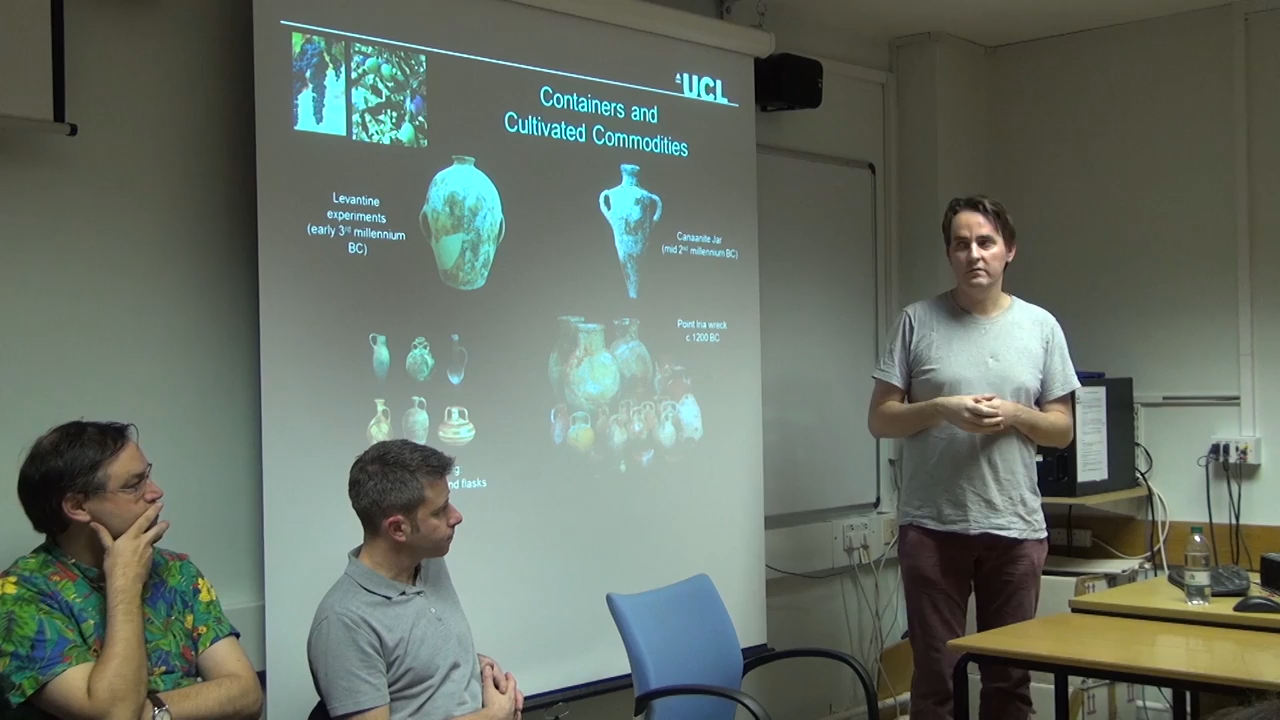 UCL
Containers and
Cultivated Commodities
Levantine
experiments
(early 3rd millennium
BC)
Canaanite Jar
(mid 2nd millennium BC)
Point Iria wreck
c.1200 BC
flasks